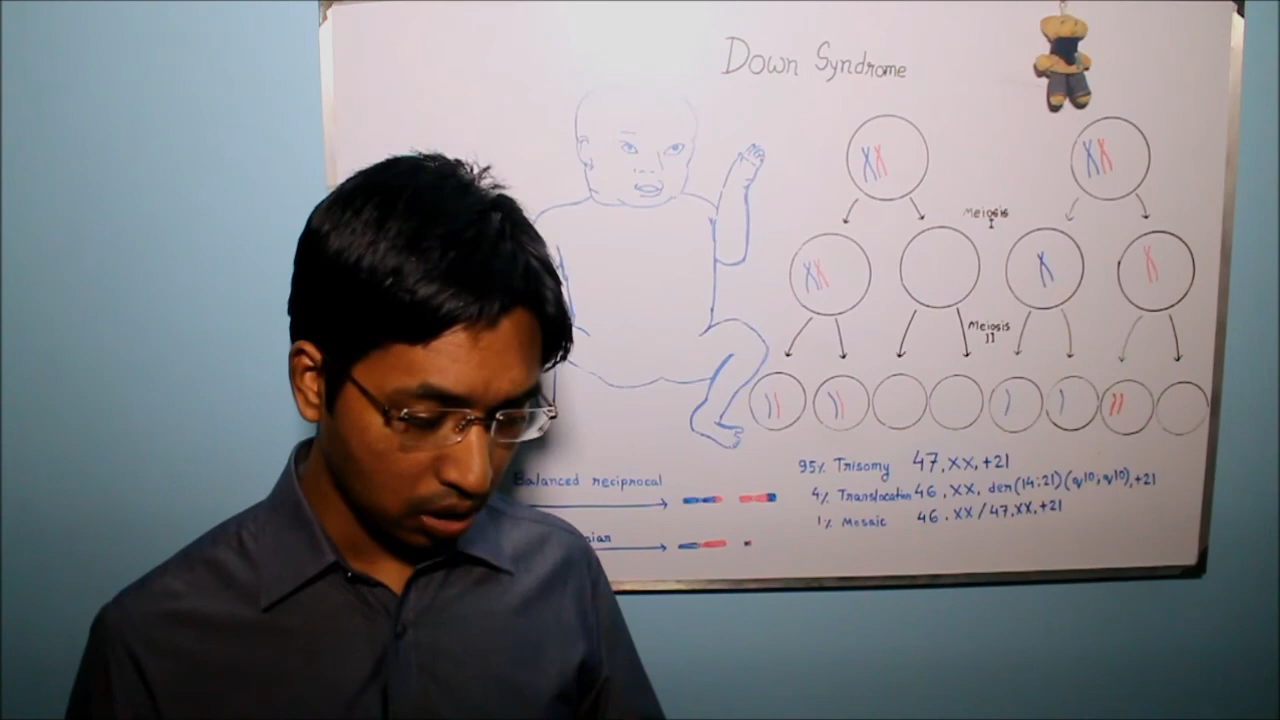 Down Syndrome
Meiosis
I
Meiosis
II
Balanced reciprocal
95% Trisomy 47,XX,+21
4% Translocation 46,XX, der(14;21)(q10;q10),+21
1% Mosaic 46,XX/47,XX,+21